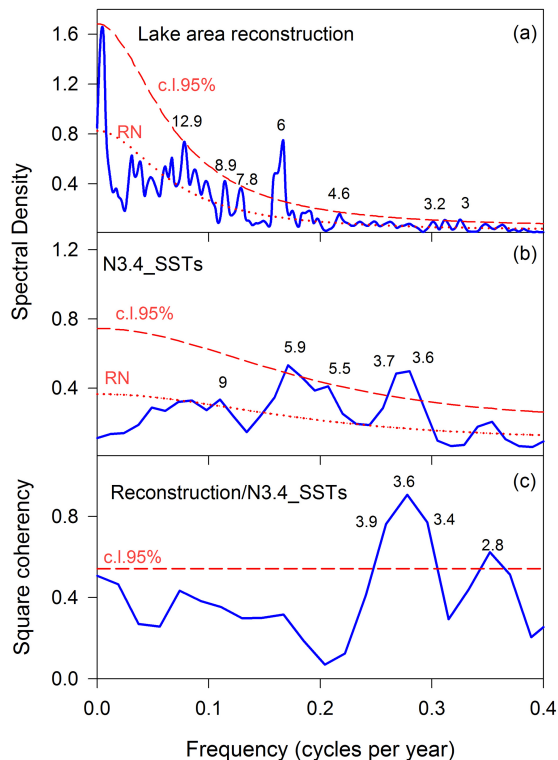 (a)
Lake area reconstruction
1.6
c.l.95%
1.2
RN
12.9
6
0.8
8.9
7.8
0.4
4.6
3.2
3
Spectral Density
(b)
1.2
N3.4_SSTs
c.l.95%
0.8
5.9
5.5
3.7
3.6
RN
9
0.4
(c)
Reconstruction/N3.4_SSTs
3.6
0.8
3.9
3.4
c.l.95%
2.8
0.4
0.0
Square coherency
0.0 0.1 0.2 0.3 0.4
Frequency (cycles per year)